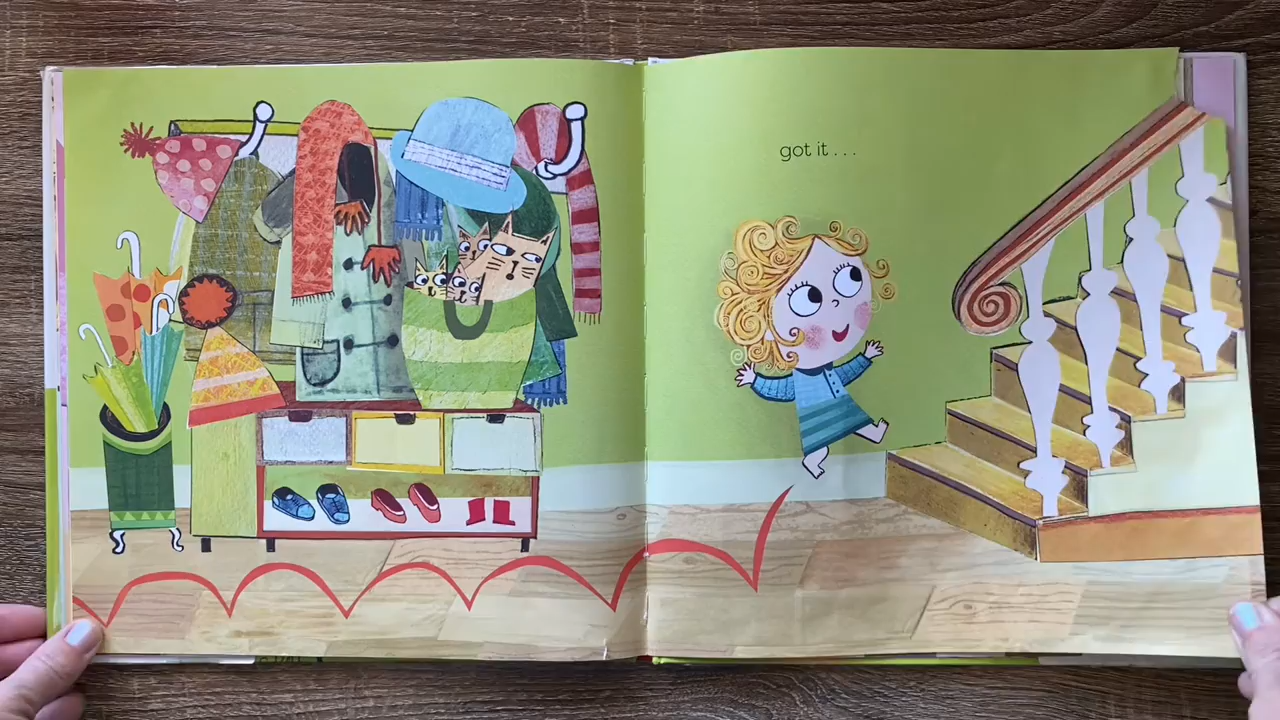 got it . . .